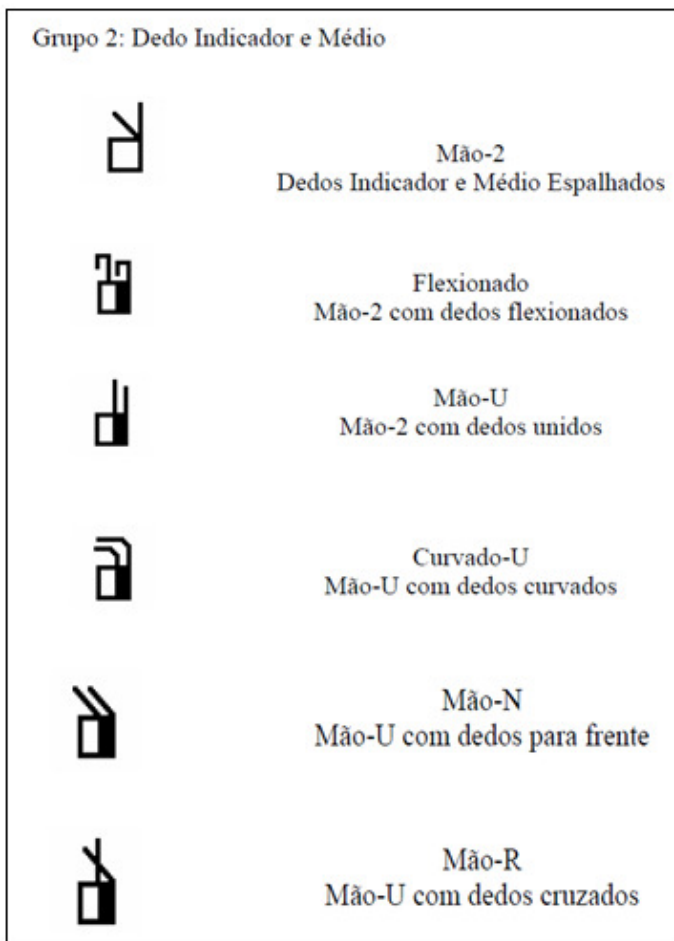 Grupo 2: Dedo Indicador e Médio
Mão-2
Dedos Indicador e Médio Espalhados
Flexionado
Mão-2 com dedos flexionados
Mão-U
Mão-2 com dedos unidos
Curvado-U
Mão-U com dedos curvados
Mão-N
Mão-U com dedos para frente
Mão-R
Mão-U com dedos cruzados